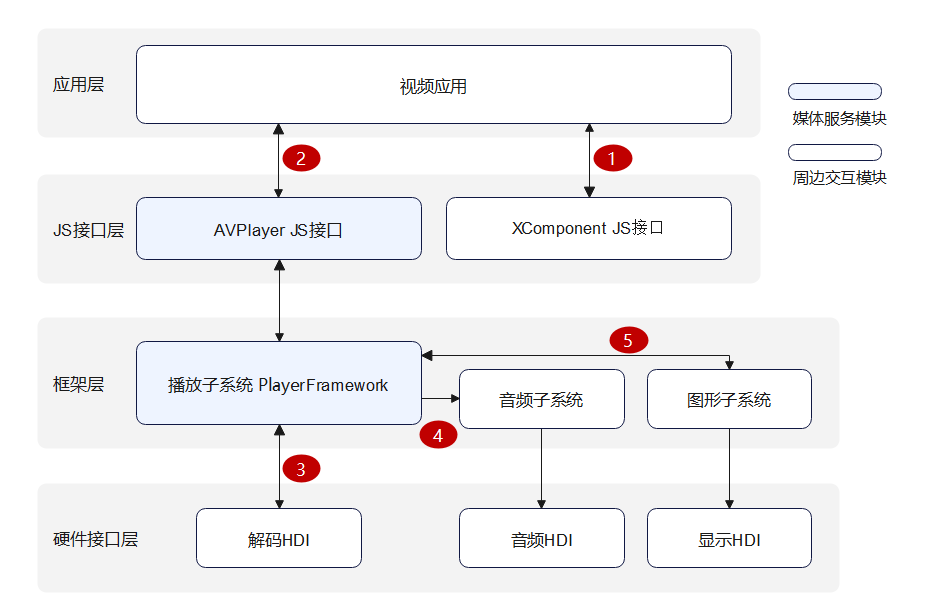 应用层
视频应用
媒体服务模块
周边交互模块
2
1
JS接口层
AVPlayer JS接口
XComponent JS接口
5
框架层
播放子系统 PlayerFramework
音频子系统
图形子系统
4
3
硬件接口层
解码HDI
音频HDI
显示HDI